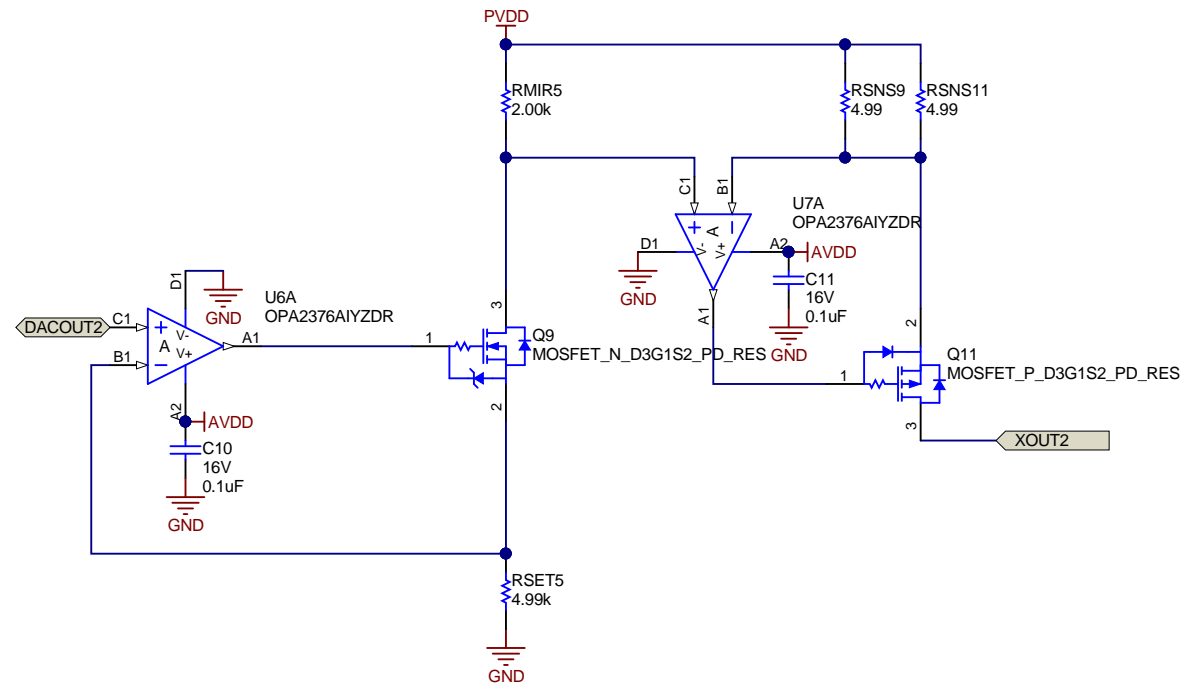 PVDD
RMIR5
2.00k
RSNS9
4.99
RSNS11
4.99
C1
B1
U7A
OPA2376AIYZDR
+
−
A
V-
V+
D1
A2
AVDD
GND
C11
16V
0.1uF
GND
A1
D1
GND
U6A
OPA2376AIYZDR
DACOUT2
C1
+
A
V-
V+
A1
B1
−
A2
AVDD
C10
16V
0.1uF
GND
3
1
Q9
MOSFET_N_D3G1S2_PD_RES
2
2
1
Q11
MOSFET_P_D3G1S2_PD_RES
3
XOUT2
RSET5
4.99k
GND